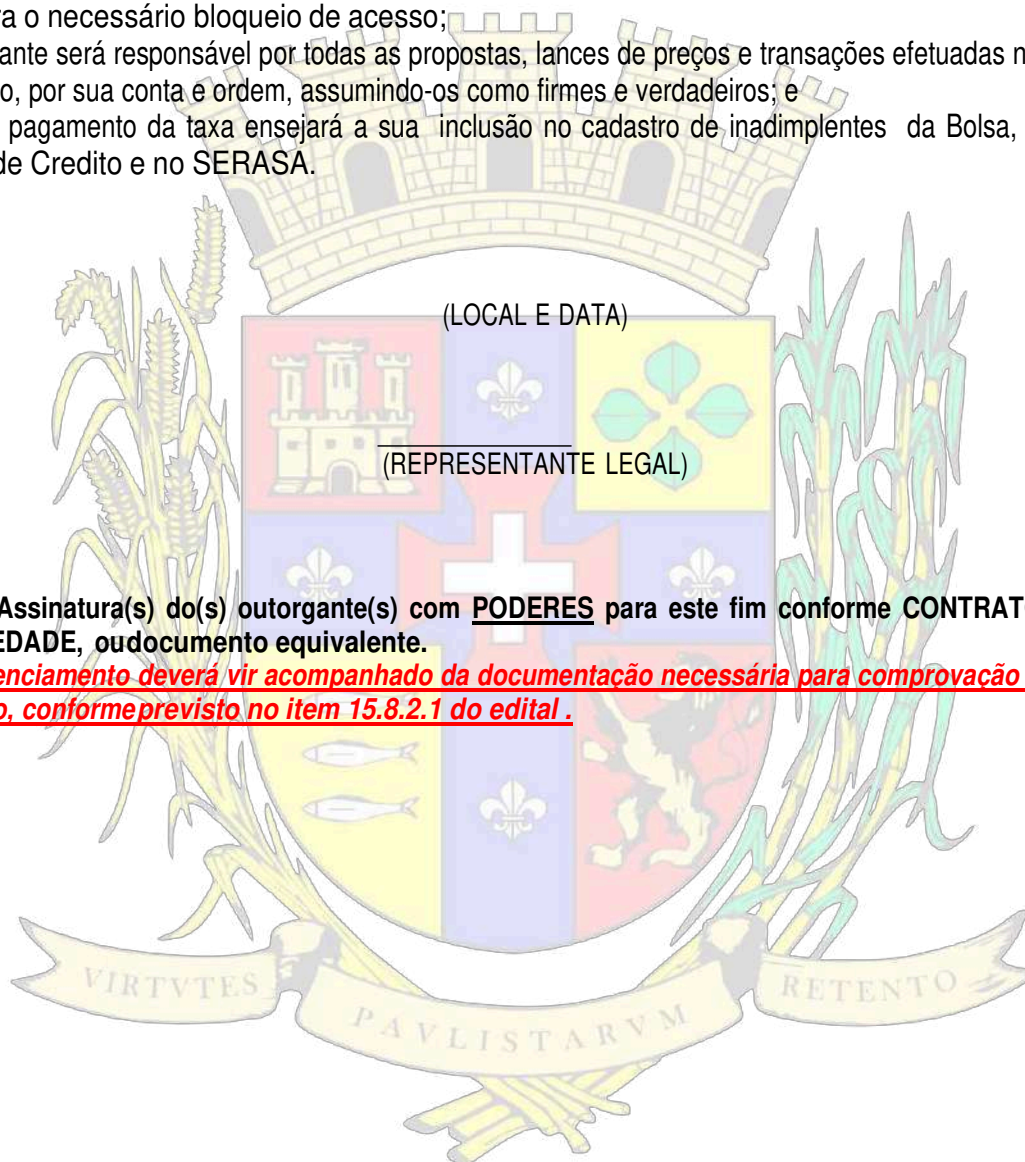 a o necessário bloqueio de acesso;
ante será responsável por todas as propostas, lances de preços e transações efetuadas n
o, por sua conta e ordem, assumindo-os como firmes e verdadeiros; e
pagamento da taxa ensejará a sua inclusão no cadastro de inadimplentes da Bolsa,
de Credito e no SERASA.
(LOCAL E DATA)
(REPRESENTANTE LEGAL)
Assinatura(s) do(s) outorgante(s) com PODERES para este fim conforme CONTRAT
EDADE, oudocumento equivalente.
enciamento deverá vir acompanhado da documentação necessária para comprovação
o, conforme previsto no item 15.8.2.1 do edital .
VIRTVTES PAVLISTARVM RETENTO